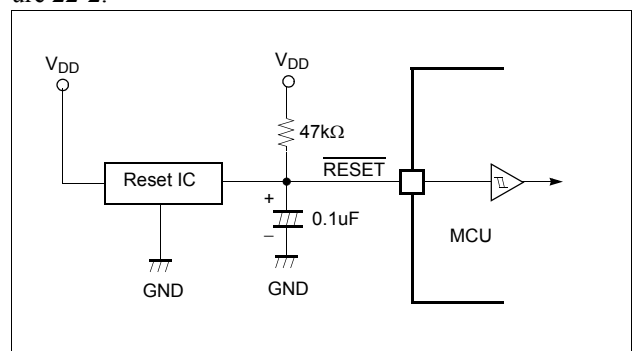 ure 22-2.
VDD
VDD
47kΩ
Reset IC
RESET
+
0.1uF
–
MCU
GND
GND